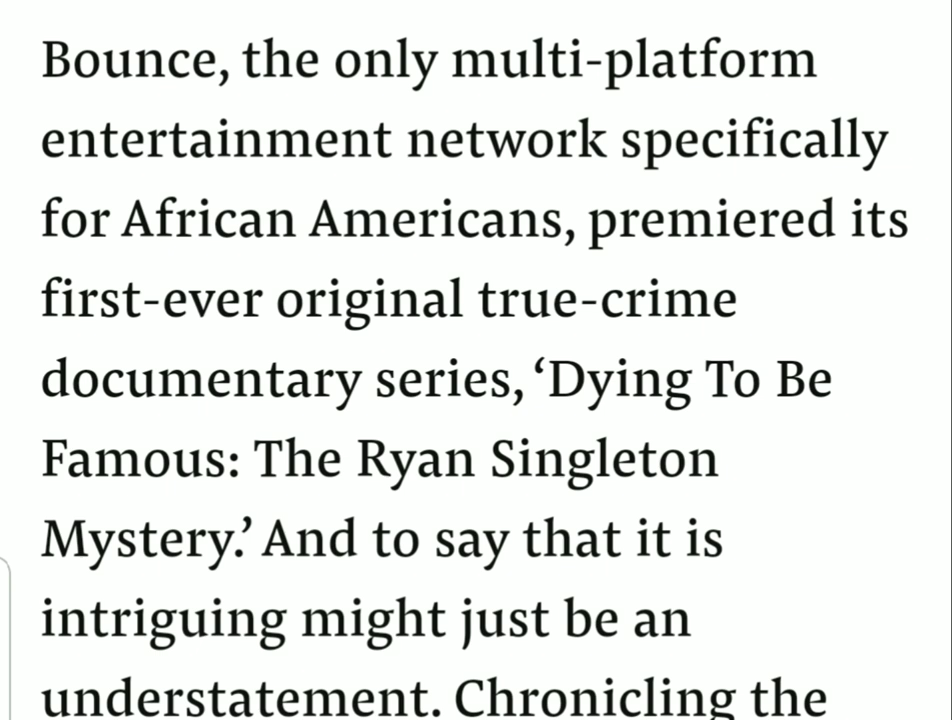 Bounce, the only multi-platform
entertainment network specifically
for African Americans, premiered its
first-ever original true-crime
documentary series, ‘Dying To Be
Famous: The Ryan Singleton
Mystery.’ And to say that it is
intriguing might just be an
understatement. Chronicling the